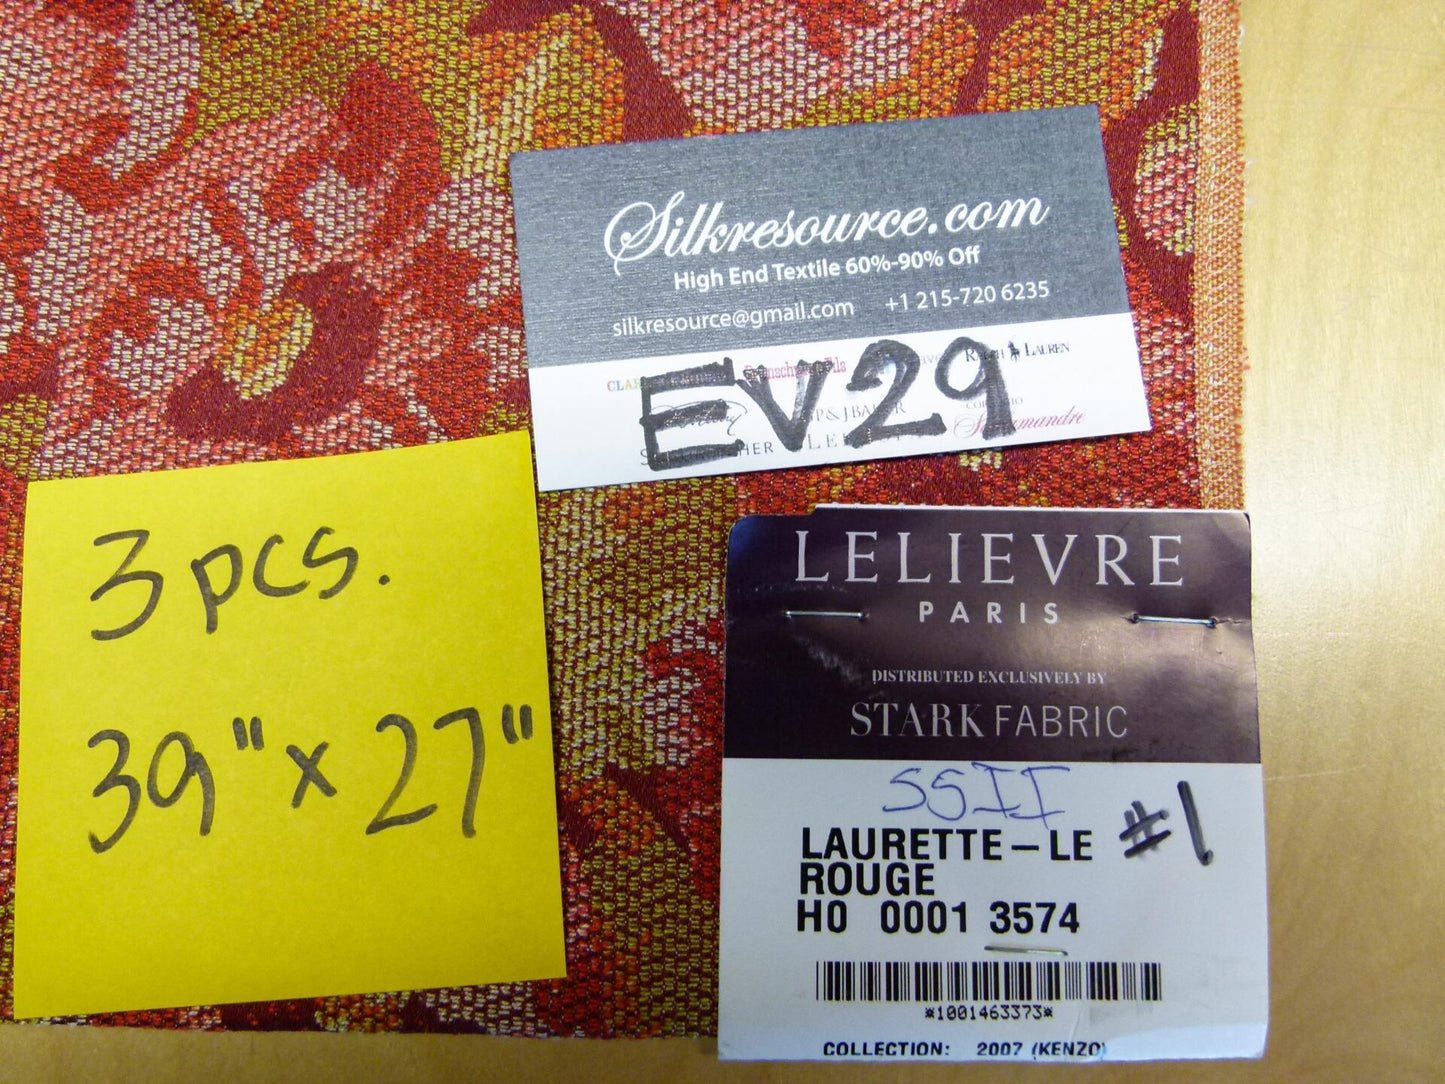 Silkresource.com
High End Textile 60%-90% Off
silkresource@gmail.com +1 215-720 6235
RALPH LAUREN
EV29
3 pcs.
39" x 27"
LELIEVRE
PARIS
DISTRIBUTED EXCLUSIVELY BY
STARK FABRIC
SSII
#1
LAURETTE-LE
ROUGE
H0 0001 3574
*1001463373*
COLLECTION: 2007 (KENZO)